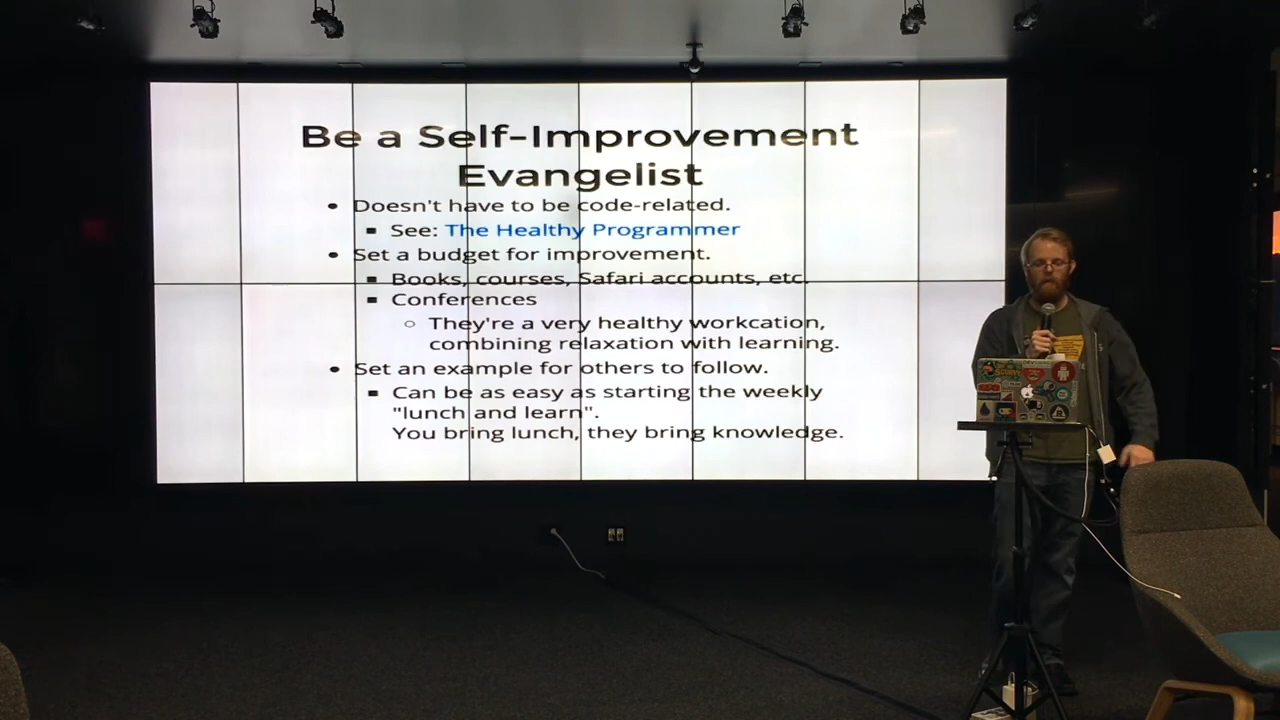 Be a Self-Improvement
Evangelist
• Doesn't have to be code-related.
▪ See: The Healthy Programmer
• Set a budget for improvement.
▪ Books, courses, Safari accounts, etc.
▪ Conferences
○ They're a very healthy workcation,
combining relaxation with learning.
• Set an example for others to follow.
▪ Can be as easy as starting the weekly
"lunch and learn".
You bring lunch, they bring knowledge.